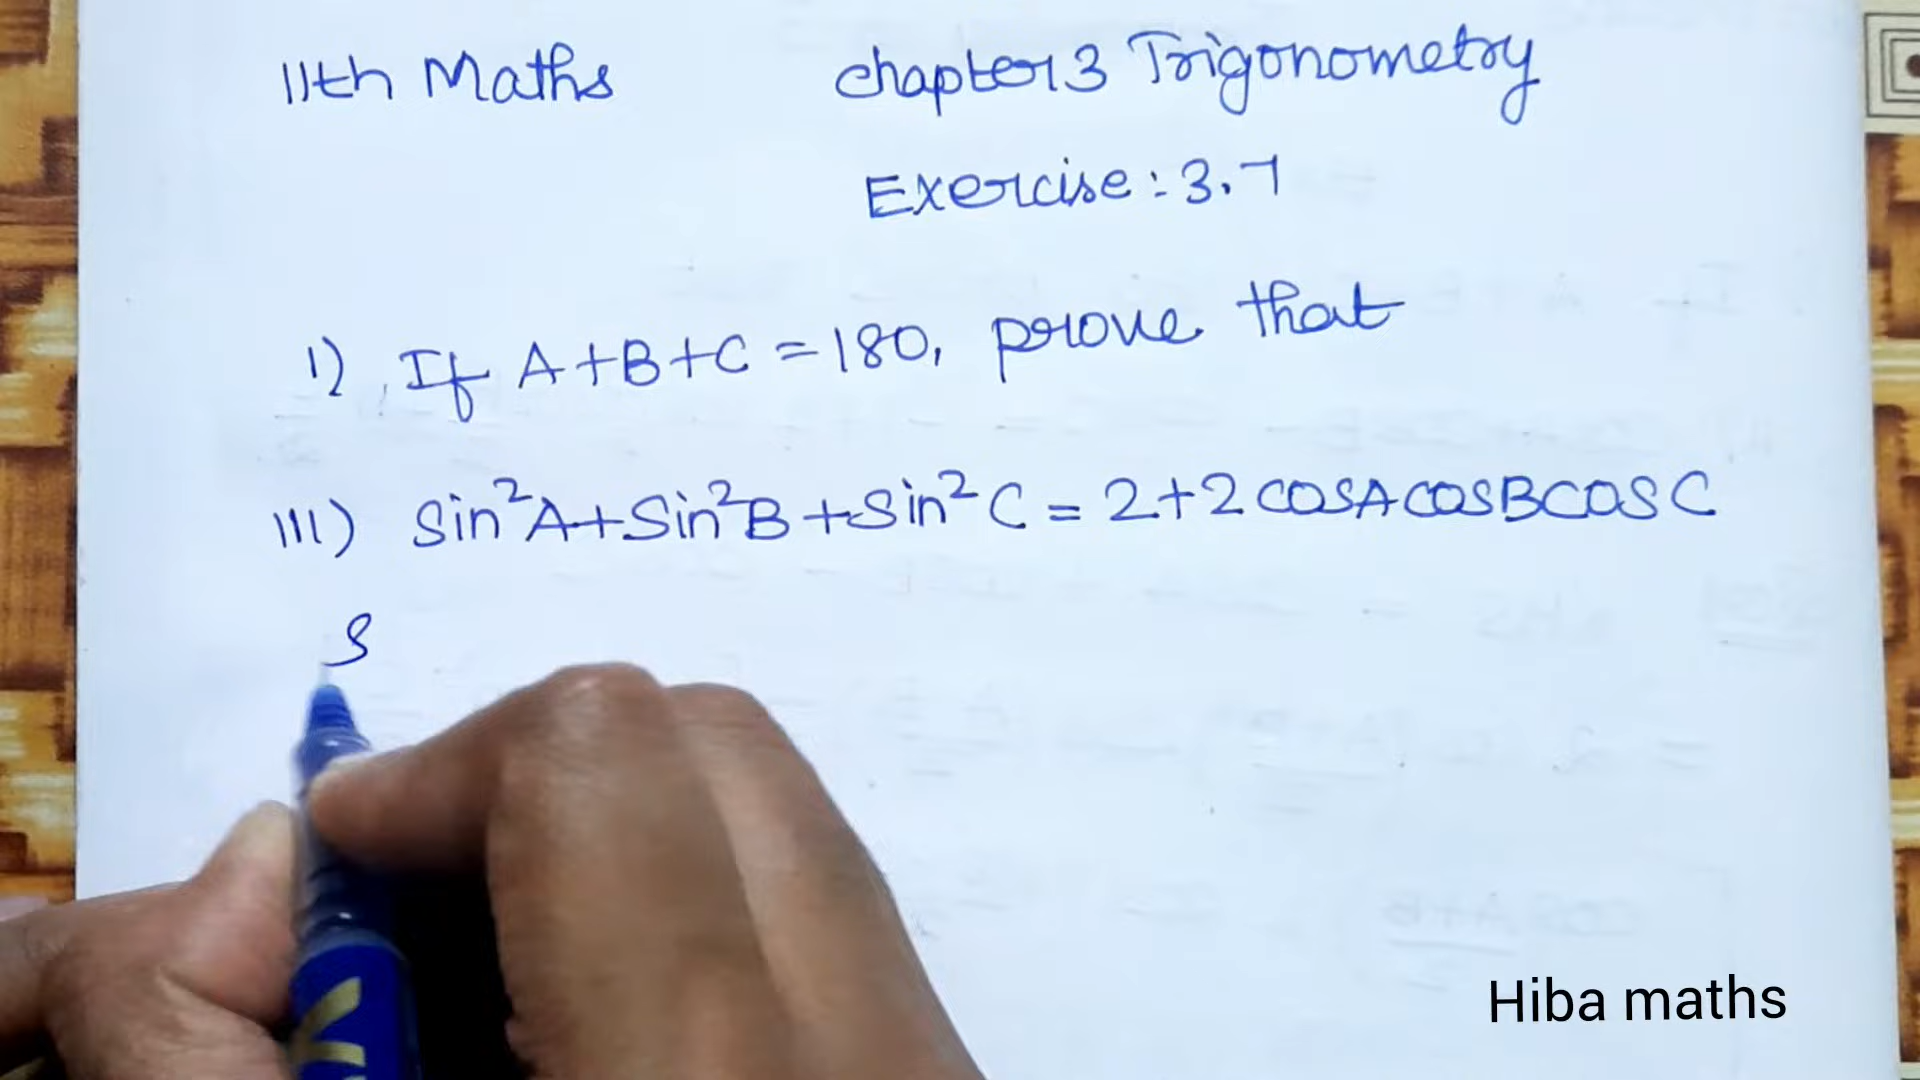 11th Maths chapter 3 Trigonometry
Exercise: 3.7
1) If A+B+C=180, prove that
III) Sin²A+Sin²B+Sin²C = 2+2cosAcosBcosC
S
Hiba maths